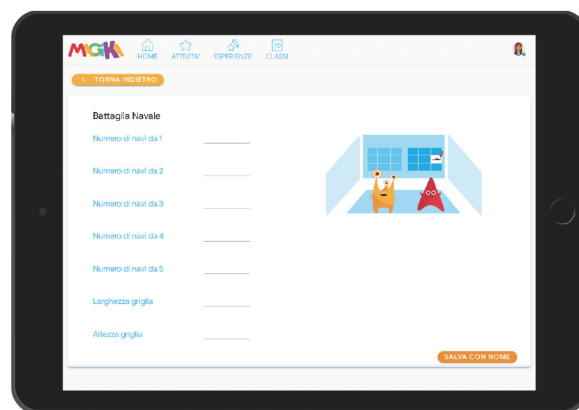 MAGIKA
HOME ATTIVITA' ESPERIENZE CLASSI
TORNA INDIETRO
Battaglia Navale
Numero di navi da 1
Numero di navi da 2
Numero di navi da 3
Numero di navi da 4
Numero di navi da 5
Larghezza griglia
Altezza griglia
SALVA CON NOME